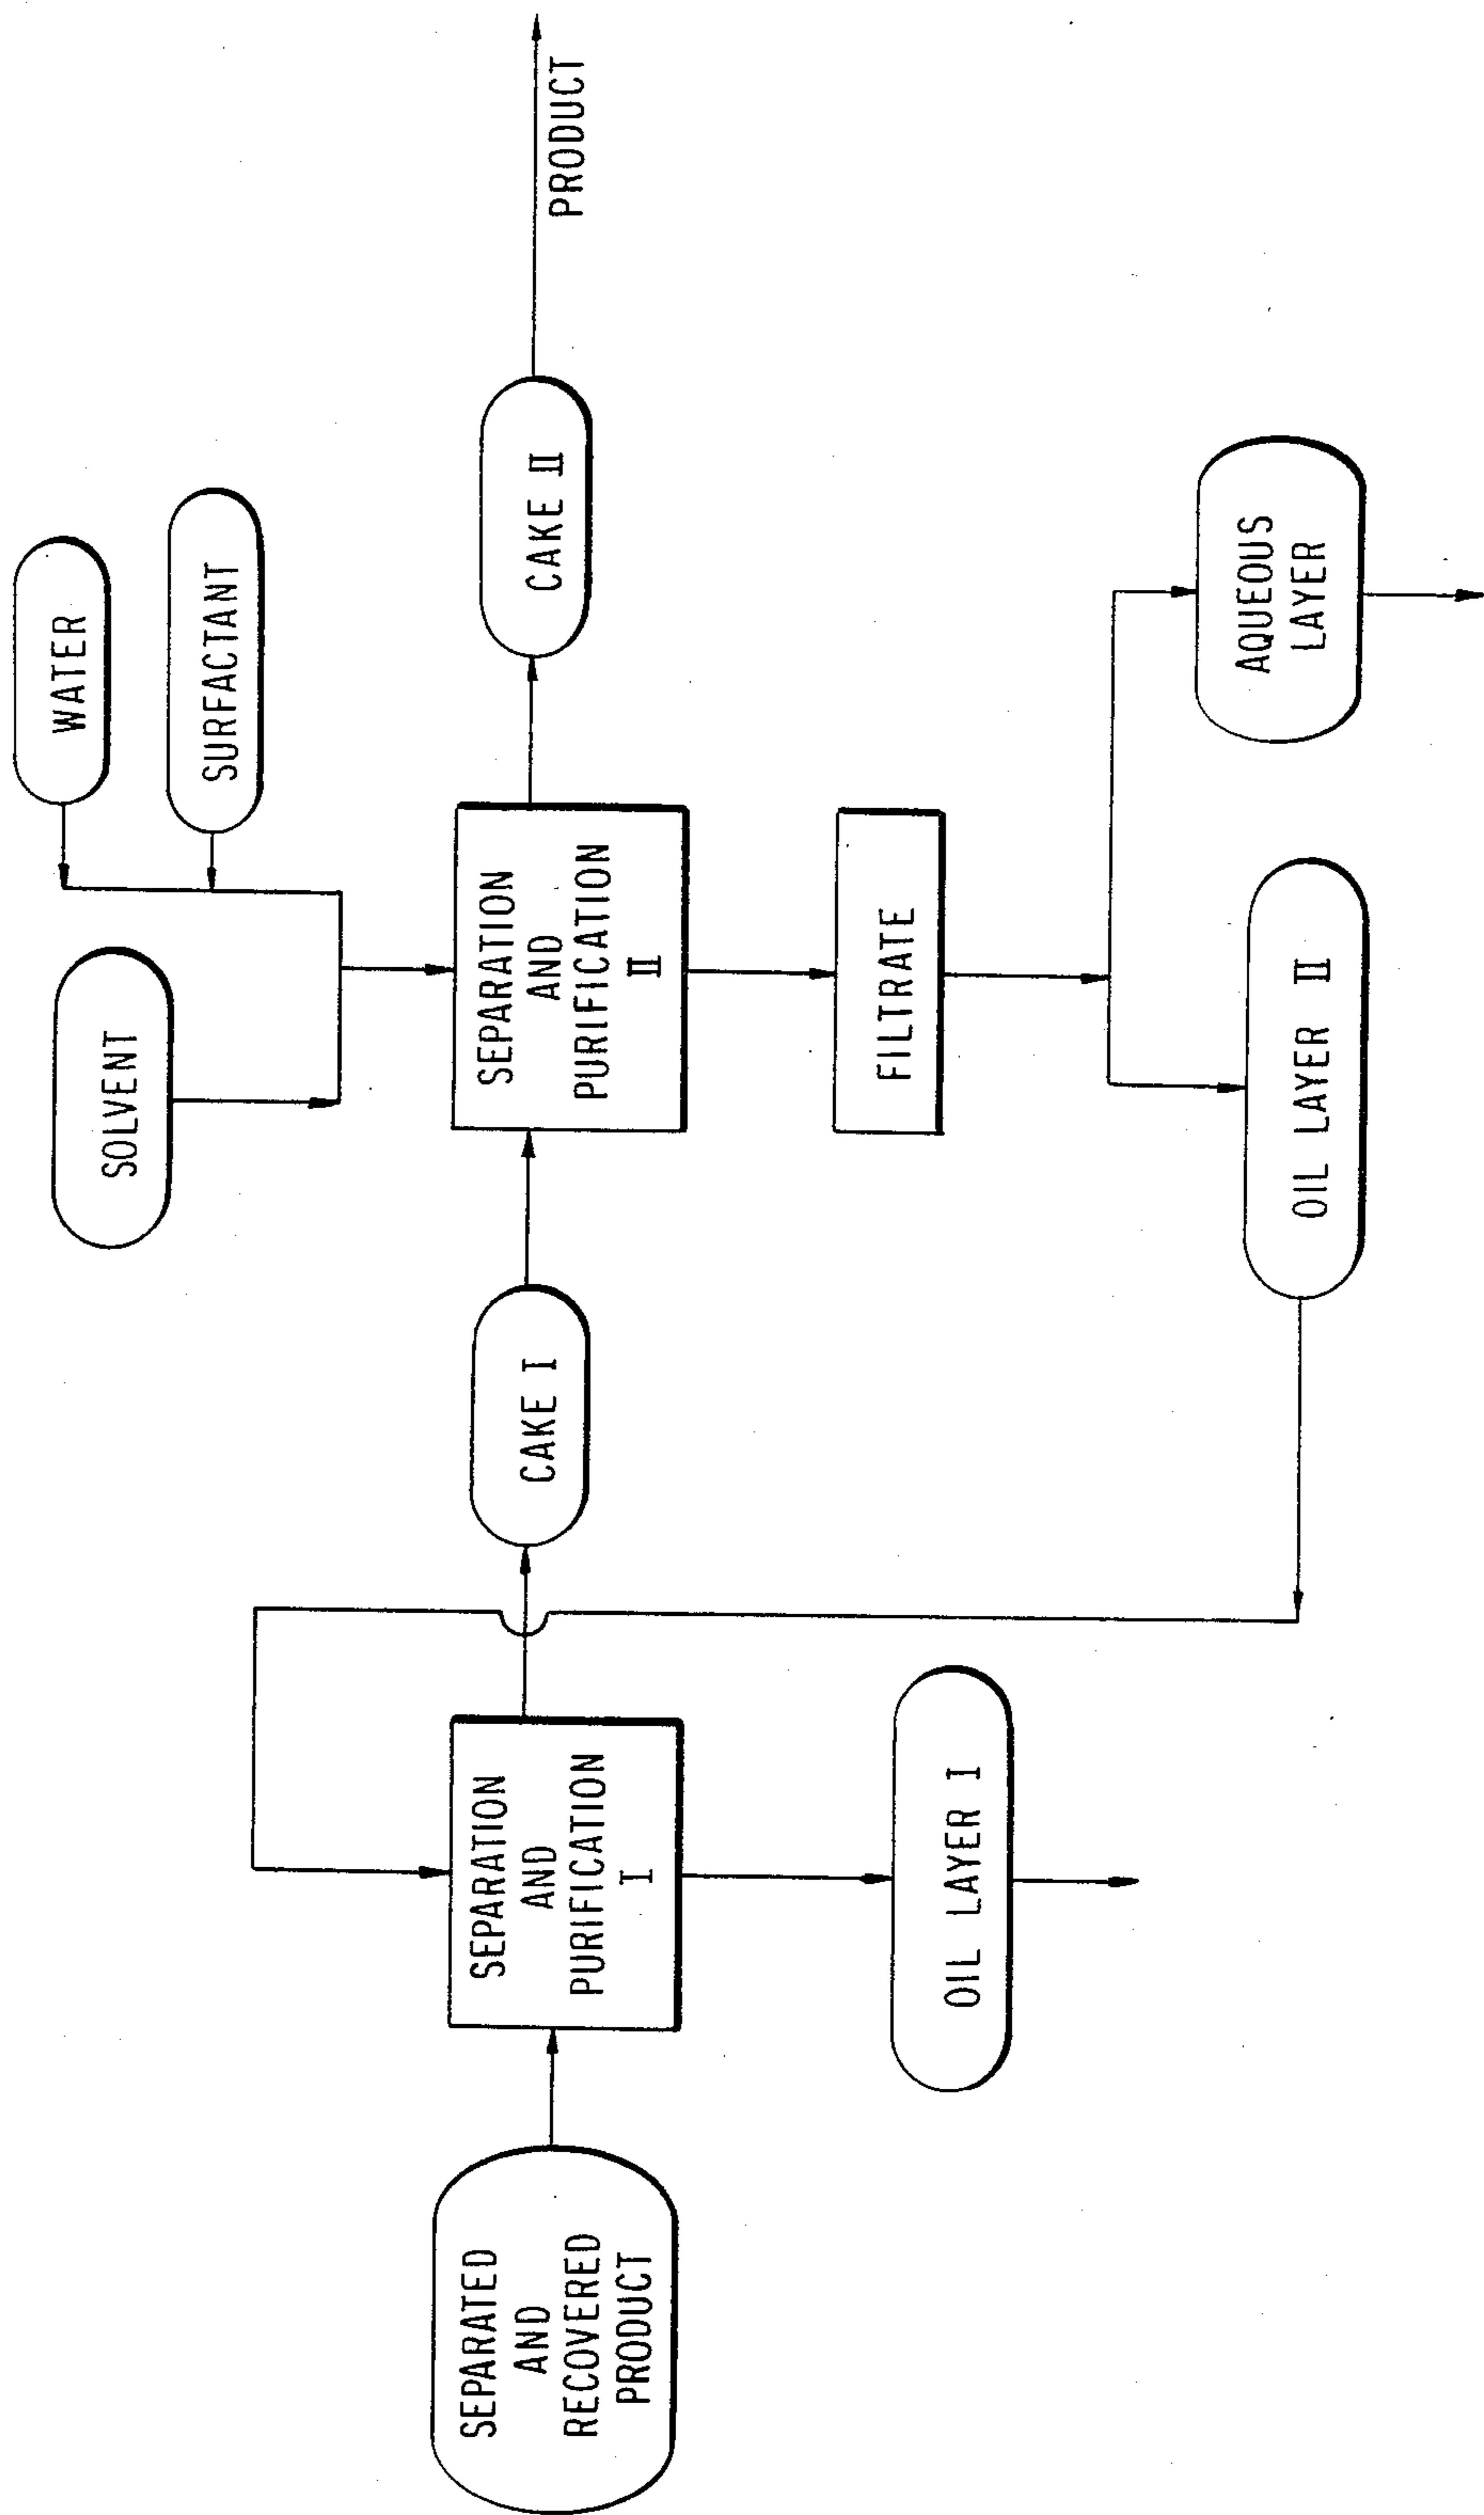 WATER
SURFACTANT
SOLVENT
SEPARATED
AND
RECOVERED
PRODUCT
SEPARATION
AND
PURIFICATION
I
CAKE I
SEPARATION
AND
PURIFICATION
II
CAKE II
PRODUCT
FILTRATE
OIL LAYER I
OIL LAYER II
AQUEOUS
LAYER